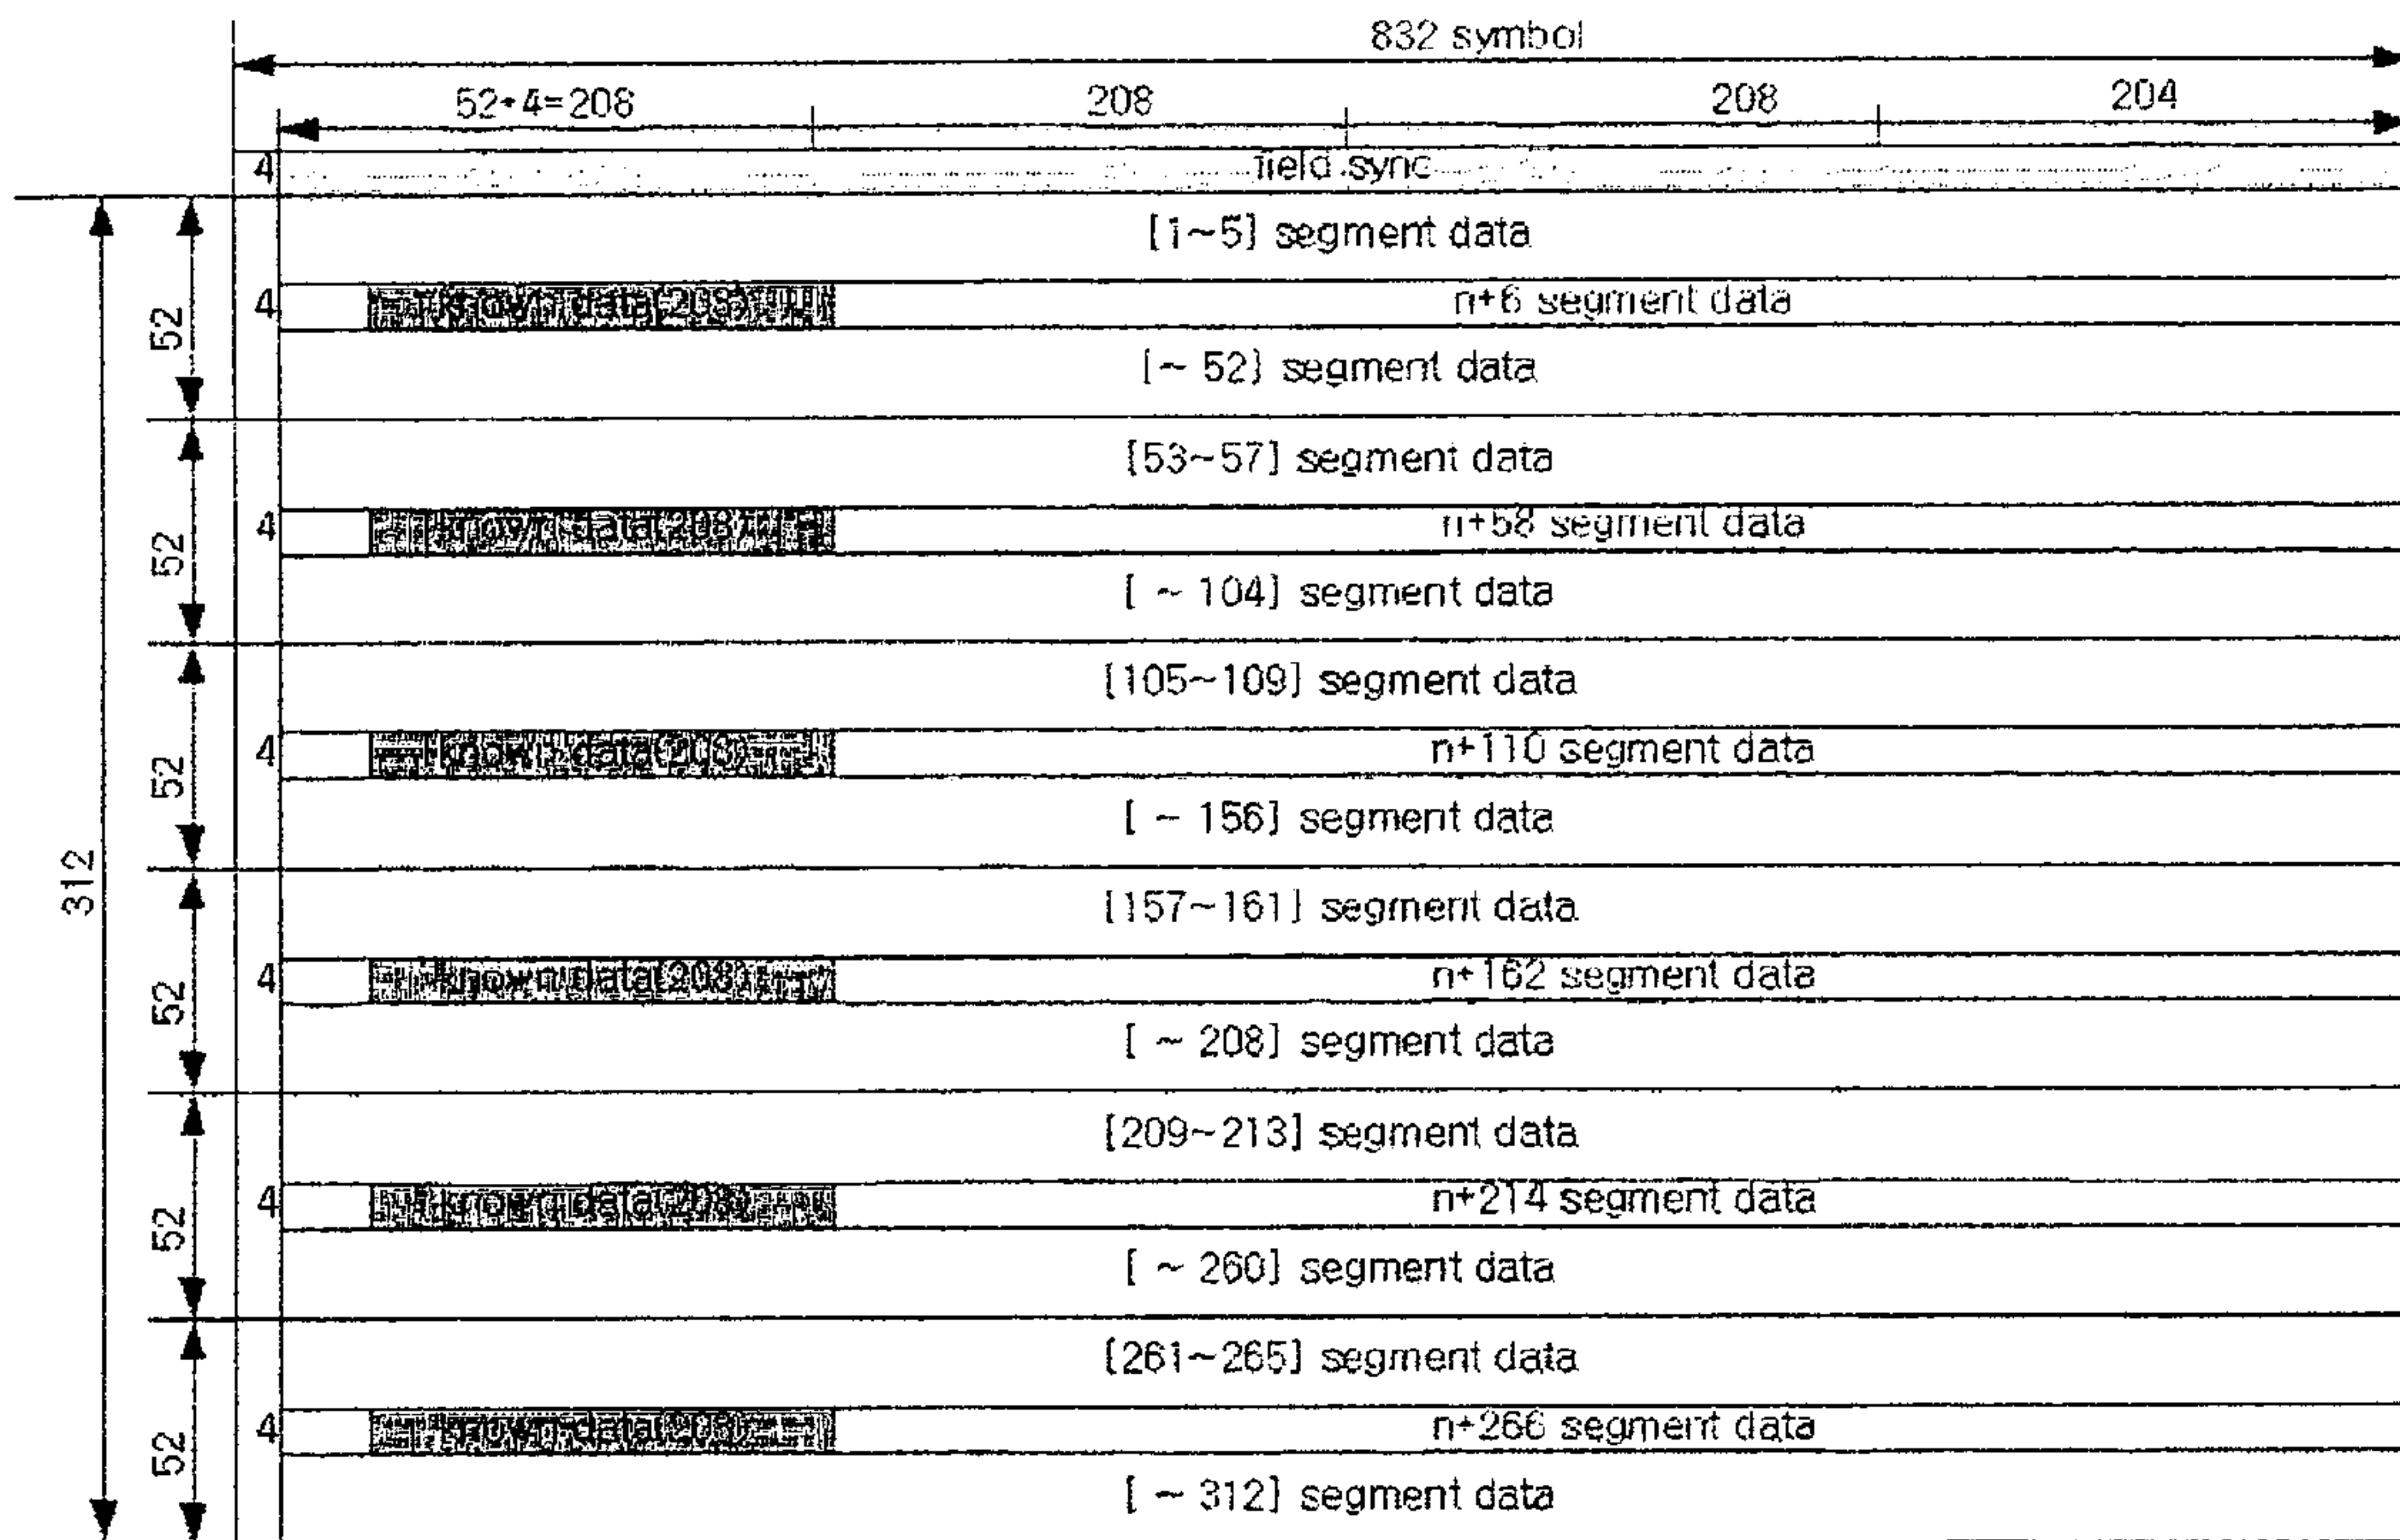 832 symbol
52*4=208 208 208 204
4 field sync
[1~5] segment data
4 known data(208) n+6 segment data
52
[~ 52] segment data
[53~57] segment data
4 known data(208) n+58 segment data
52
[ ~ 104] segment data
[105~109] segment data
4 known data(208) n+110 segment data
52
[ ~ 156] segment data
312
[157~161] segment data
4 known data(208) n+162 segment data
52
[ ~ 208] segment data
[209~213] segment data
4 known data(208) n+214 segment data
52
[ ~ 260] segment data
[261~265] segment data
4 known data(208) n+266 segment data
52
[ ~ 312] segment data